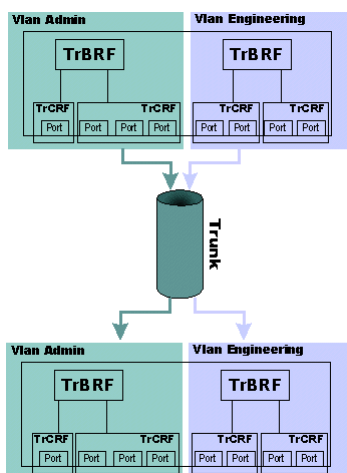 Vlan Admin Vlan Engineering
TrBRF TrBRF
TrCRF TrCRF TrCRF TrCRF
Port Port Port Port Port Port Port Port
Trunk
Vlan Admin Vlan Engineering
TrBRF TrBRF
TrCRF TrCRF TrCRF TrCRF
Port Port Port Port Port Port Port Port